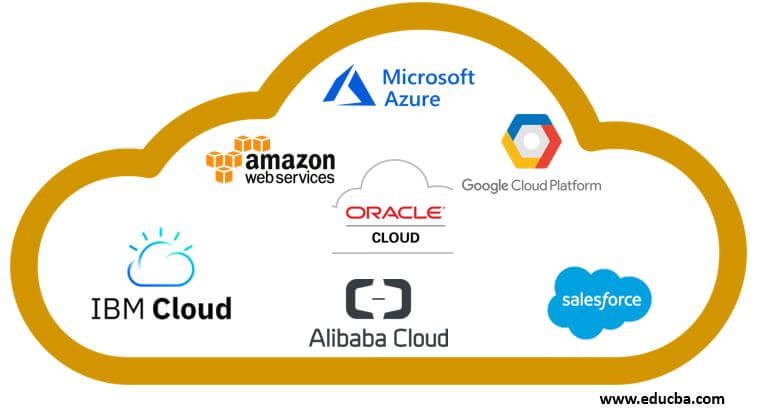 Microsoft
Azure
amazon
web services
Google Cloud Platform
ORACLE
CLOUD
IBM Cloud
Alibaba Cloud
salesforce
www.educba.com